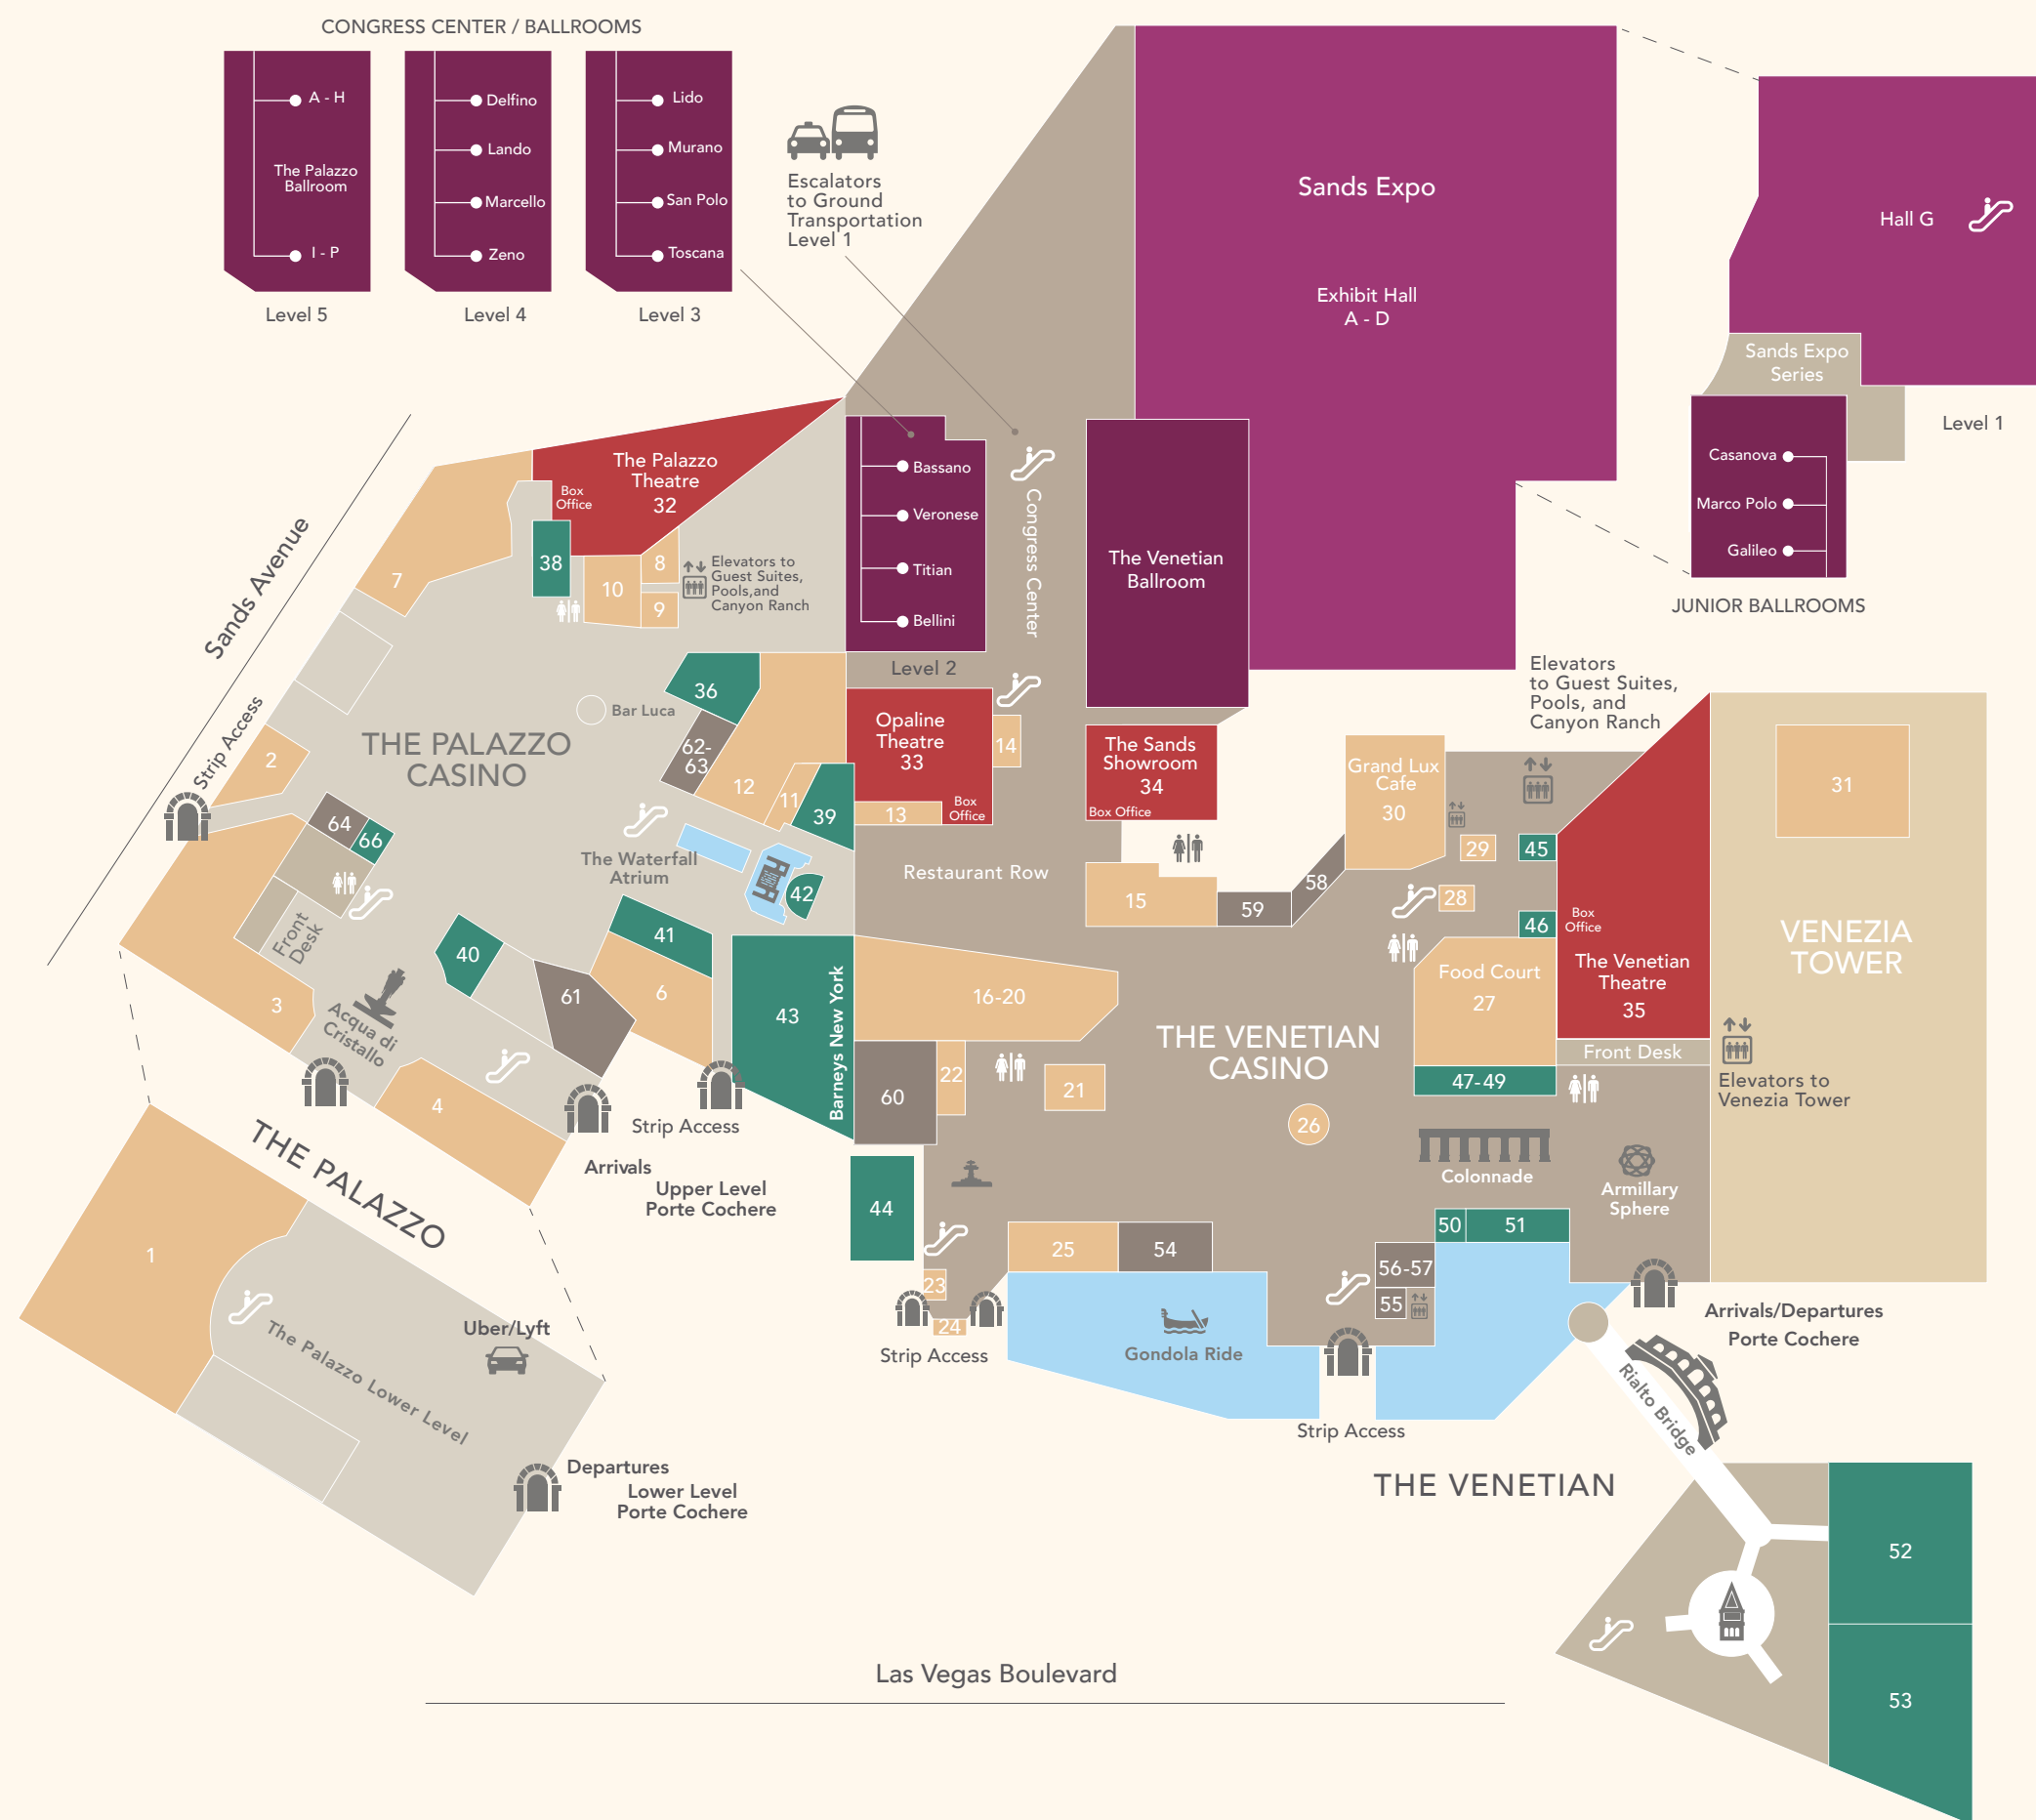 CONGRESS CENTER / BALLROOMS
A - H
The Palazzo
Ballroom
I - P
Level 5
Delfino
Lando
Marcello
Zeno
Level 4
Lido
Murano
San Polo
Toscana
Level 3
Escalators
to Ground
Transportation
Level 1
Sands Expo
Exhibit Hall
A - D
Hall G
Sands Expo
Series
Level 1
Casanova
Marco Polo
Galileo
JUNIOR BALLROOMS
Bassano
Veronese
Titian
Bellini
Level 2
Congress Center
The Venetian
Ballroom
The Palazzo
Theatre
32
Box
Office
38
10
8
9
Elevators to
Guest Suites,
Pools,and
Canyon Ranch
7
Sands Avenue
Strip Access
2
36
Bar Luca
62-
63
12
11
39
THE PALAZZO
CASINO
Opaline
Theatre
33
Box
Office
13
14
The Sands
Showroom
34
Box Office
Elevators
to Guest Suites,
Pools, and
Canyon Ranch
Grand Lux
Cafe
30
29
28
45
46
31
VENEZIA
TOWER
64
66
The Waterfall
Atrium
42
Restaurant Row
15
59
58
Front
Desk
40
41
61
6
3
Acqua di
Cristallo
4
43
Barneys New York
16-20
60
22
21
THE VENETIAN
CASINO
26
Food Court
27
47-49
Box
Office
The Venetian
Theatre
35
Front Desk
Elevators to
Venezia Tower
Strip Access
Arrivals
Upper Level
Porte Cochere
THE PALAZZO
1
The Palazzo Lower Level
Uber/Lyft
Departures
Lower Level
Porte Cochere
44
23
24
Strip Access
25
54
Gondola Ride
Colonnade
Armillary
Sphere
50
51
56-57
55
Strip Access
Arrivals/Departures
Porte Cochere
Rialto Bridge
THE VENETIAN
52
53
Las Vegas Boulevard